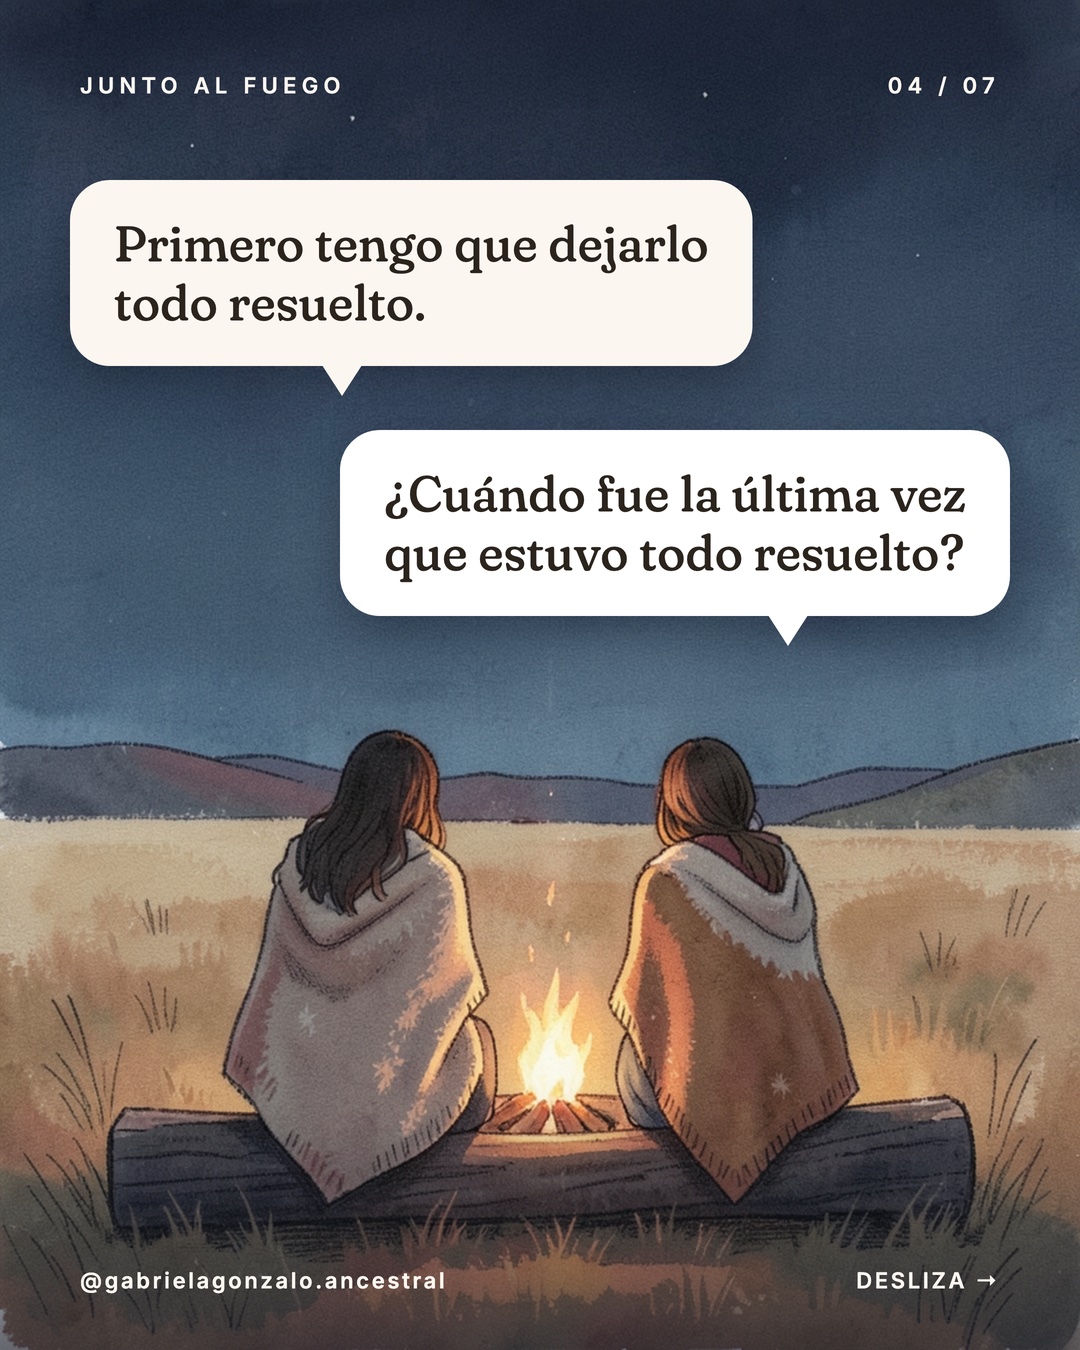 JUNTO AL FUEGO
04 / 07
Primero tengo que dejarlo
todo resuelto.
¿Cuándo fue la última vez
que estuvo todo resuelto?
@gabrielagonzalo.ancestral
DESLIZA →